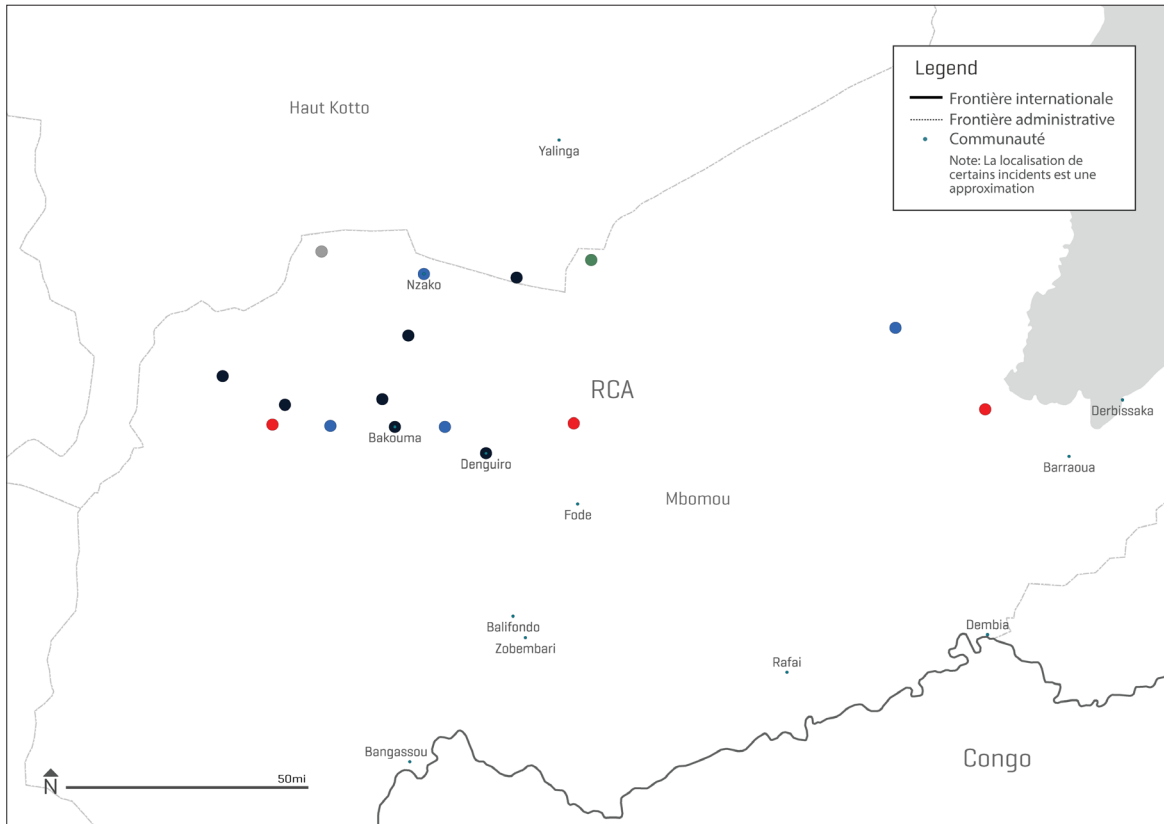 Legend
Frontière internationale
Frontière administrative
Communauté
Note: La localisation de
certains incidents est une
approximation
Haut Kotto
Yalinga
Nzako
RCA
Derbissaka
Bakouma
Denguiro
Barraoua
Mbomou
Fode
Balifondo
Zobembari
Dembia
Rafai
Bangassou
Congo
N
50mi